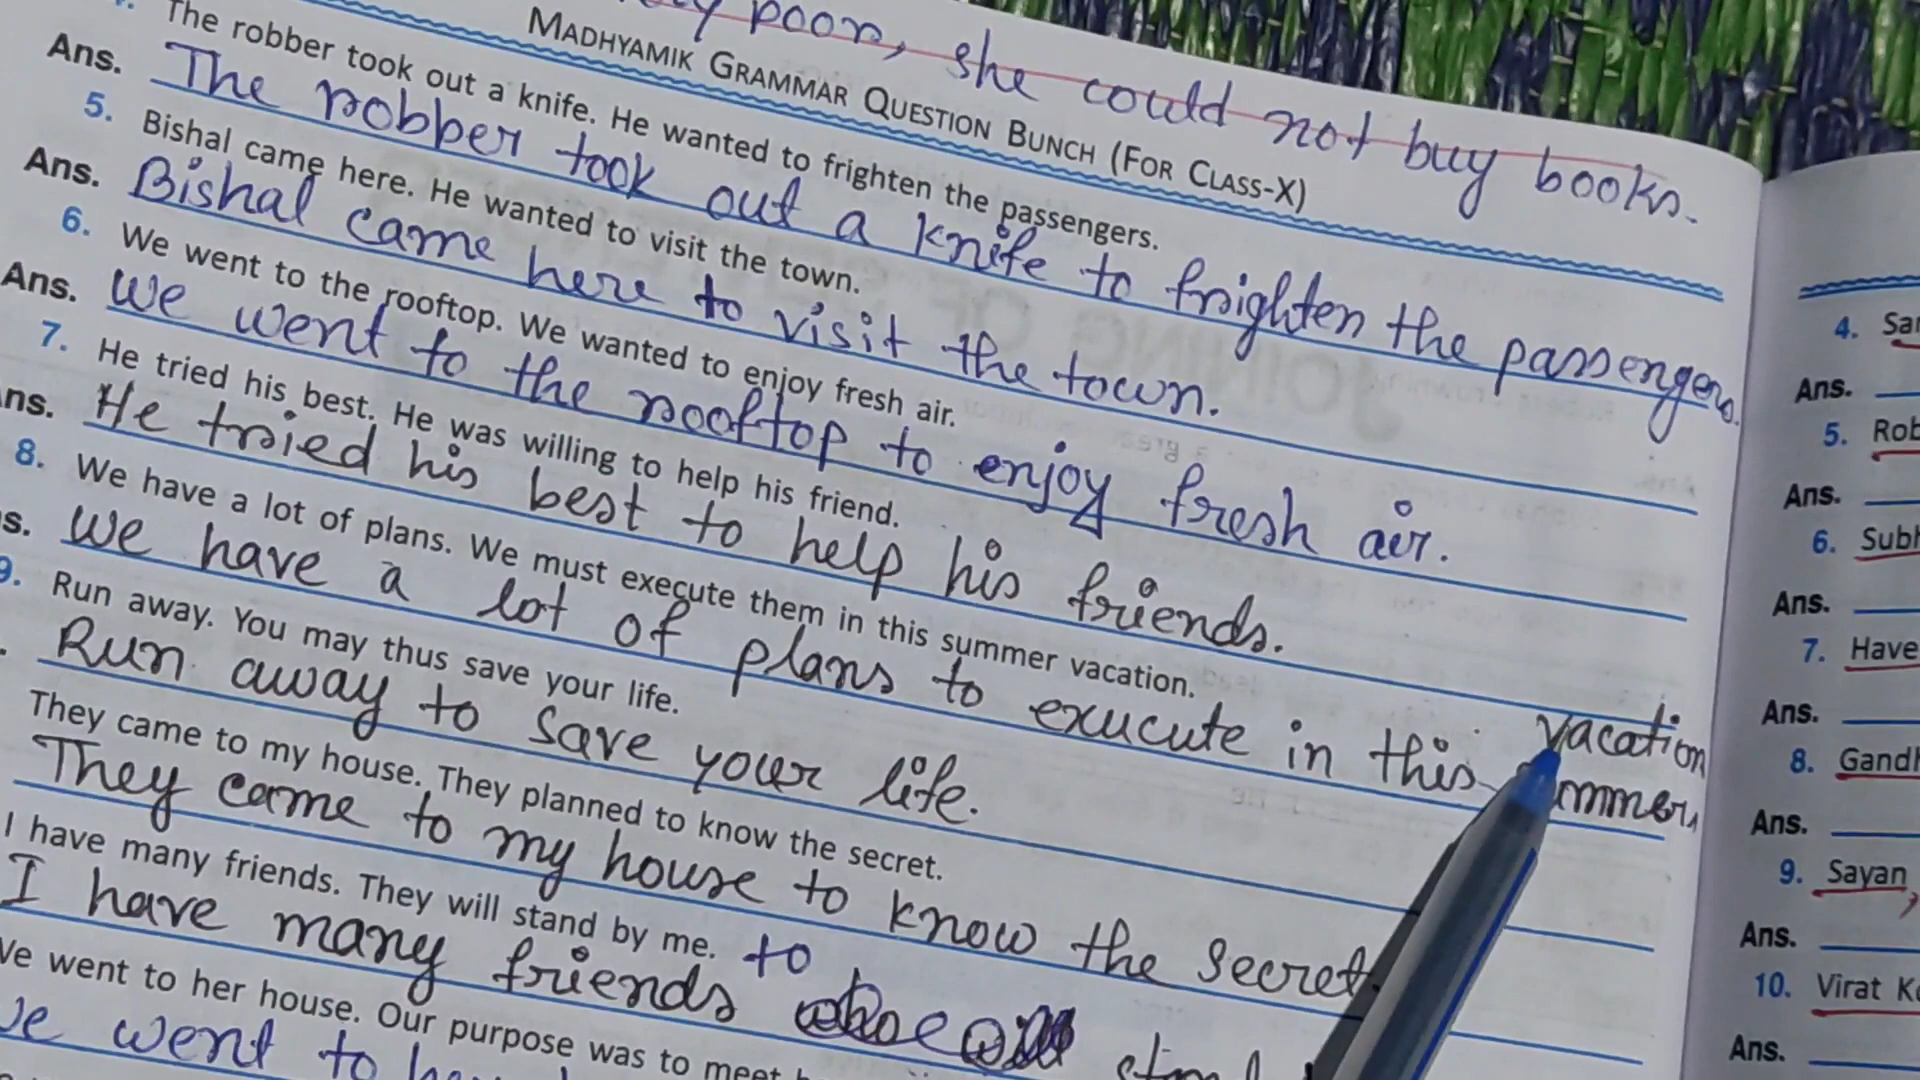 poor, she could not buy books.
MADHYAMIK GRAMMAR QUESTION BUNCH (FOR CLASS-X)
The robber took out a knife. He wanted to frighten the passengers.
Ans. The robber took out a knife to frighten the passengers.
5. Bishal came here. He wanted to visit the town.
Ans. Bishal came here to visit the town.
6. We went to the rooftop. We wanted to enjoy fresh air.
Ans. We went to the rooftop to enjoy fresh air.
7. He tried his best. He was willing to help his friend.
ns. He tried his best to help his friends.
8. We have a lot of plans. We must execute them in this summer vacation.
s. We have a lot of plans to exucute in this summer vacation
9. Run away. You may thus save your life.
Run away to save your life.
They came to my house. They planned to know the secret.
They came to my house to know the secret.
I have many friends. They will stand by me.
I have many friends to
We went to her house. Our purpose was to meet
we went to
4. Sar
Ans.
5. Rob
Ans.
6. Subh
Ans.
7. Have
Ans.
8. Gandh
Ans.
9. Sayan
Ans.
10. Virat Ko
Ans.